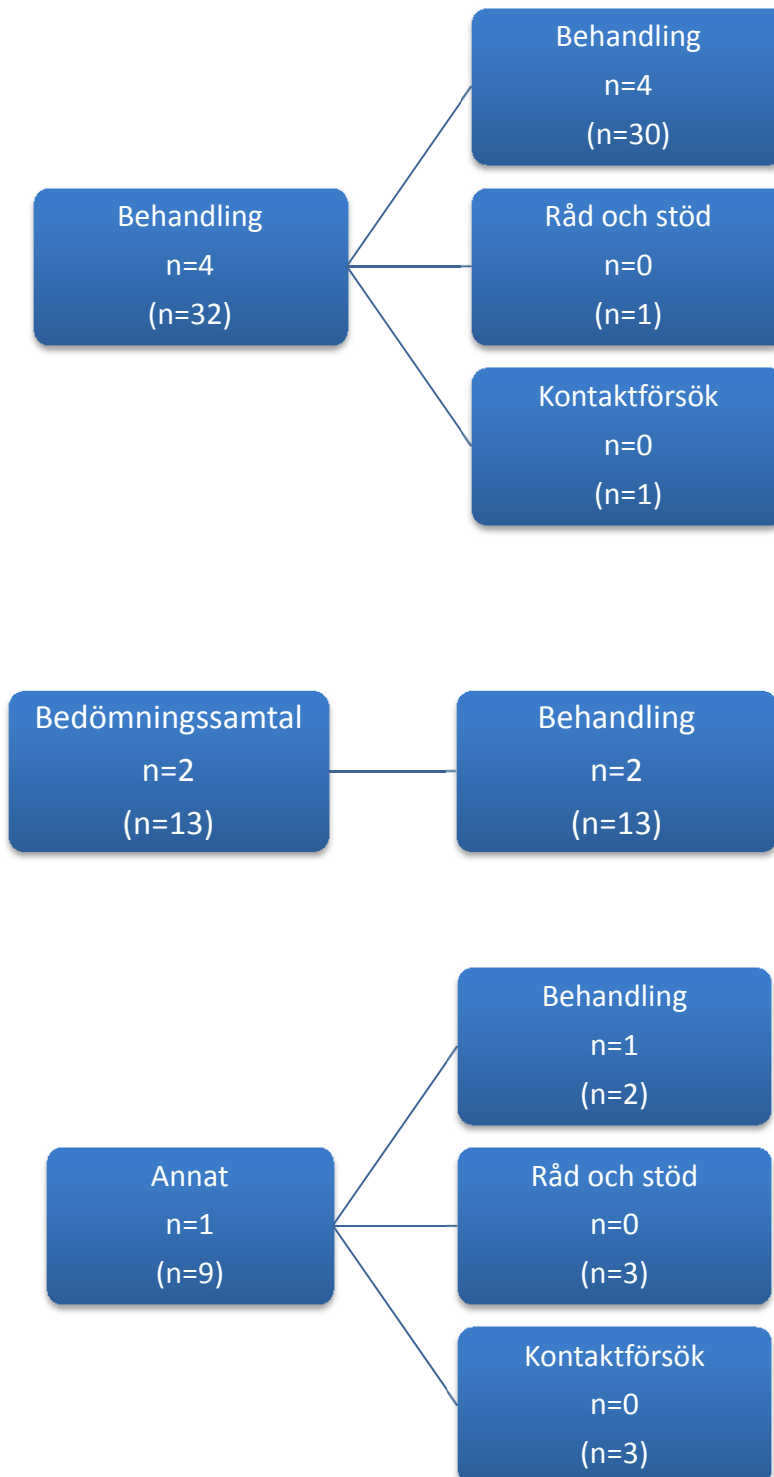 Behandling
n=4
(n=30)
Behandling
n=4
(n=32)
Råd och stöd
n=0
(n=1)
Kontaktförsök
n=0
(n=1)
Bedömningssamtal
n=2
(n=13)
Behandling
n=2
(n=13)
Behandling
n=1
(n=2)
Annat
n=1
(n=9)
Råd och stöd
n=0
(n=3)
Kontaktförsök
n=0
(n=3)